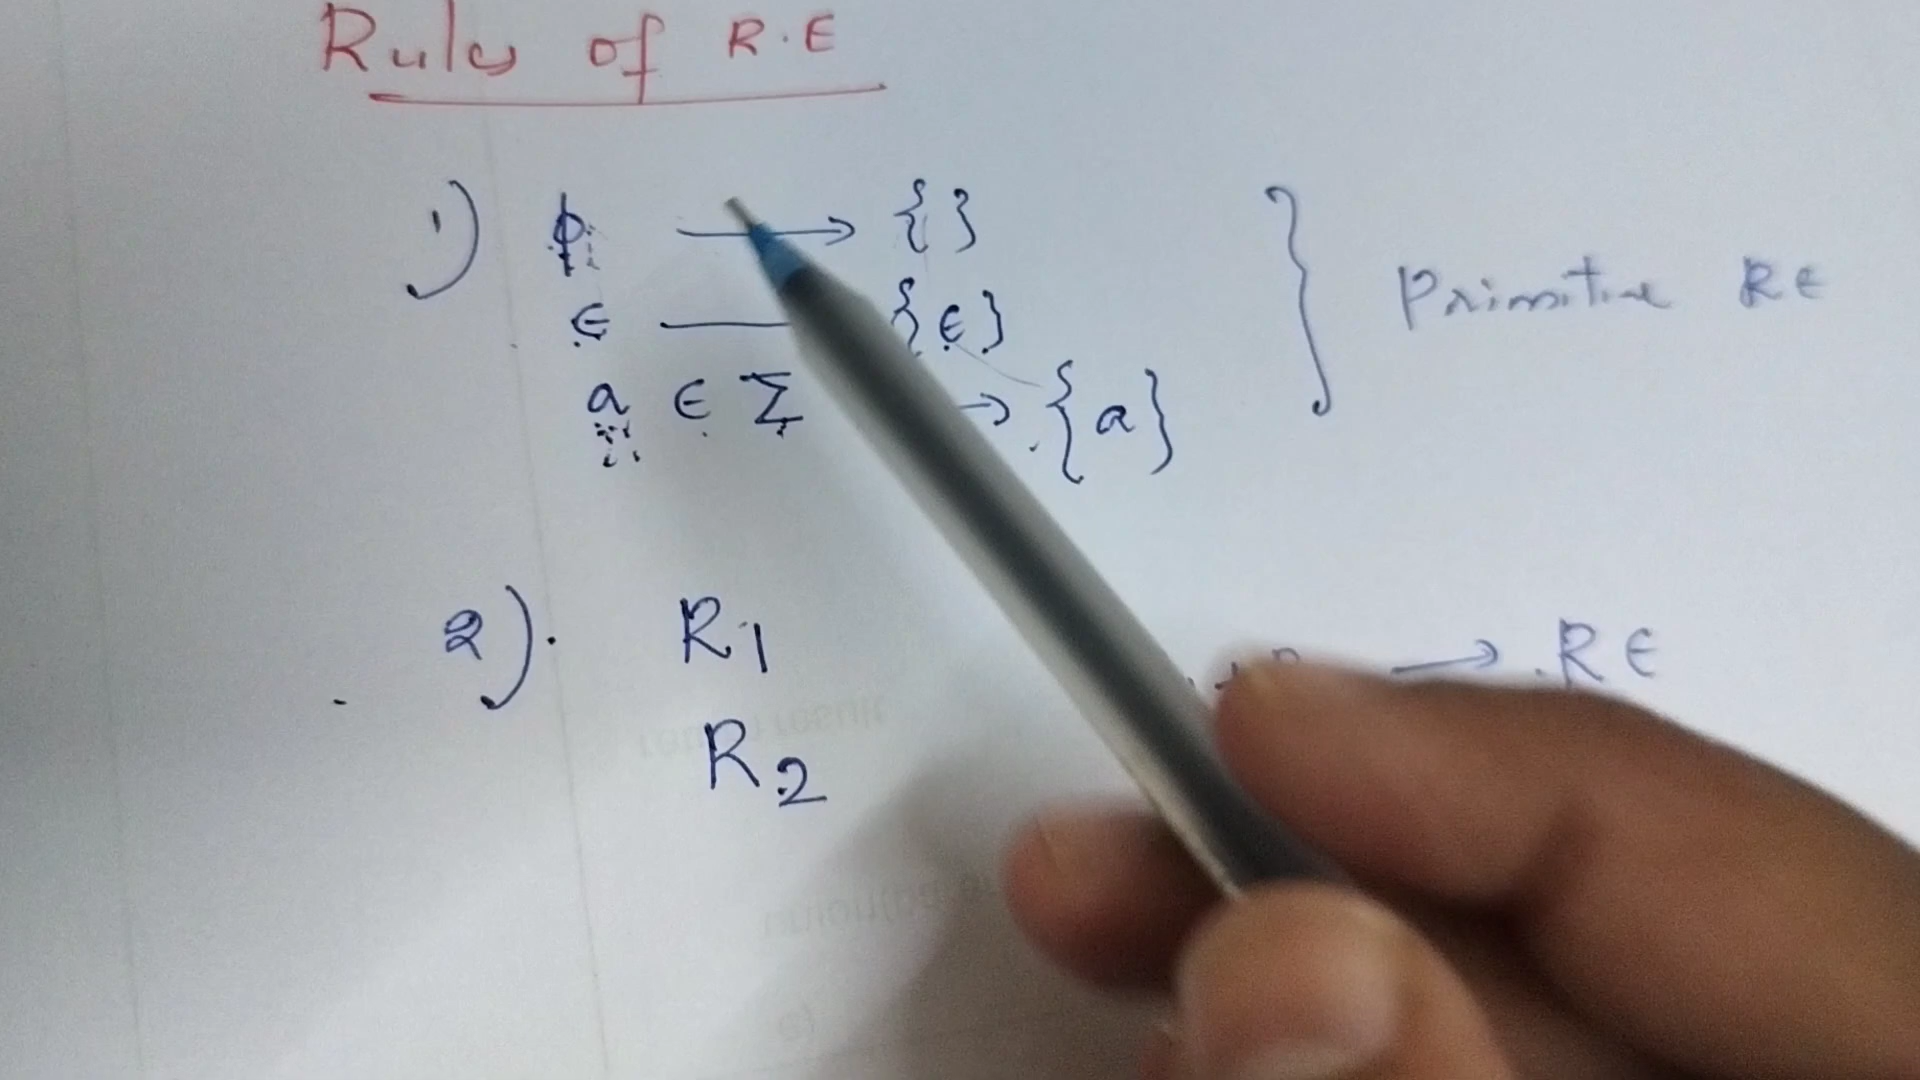 Rules of R.E
1) φ → {}
ϵ — {ϵ}
a ∈ Σ → {a}
} Primitive RE
2). R1 → RE
R2